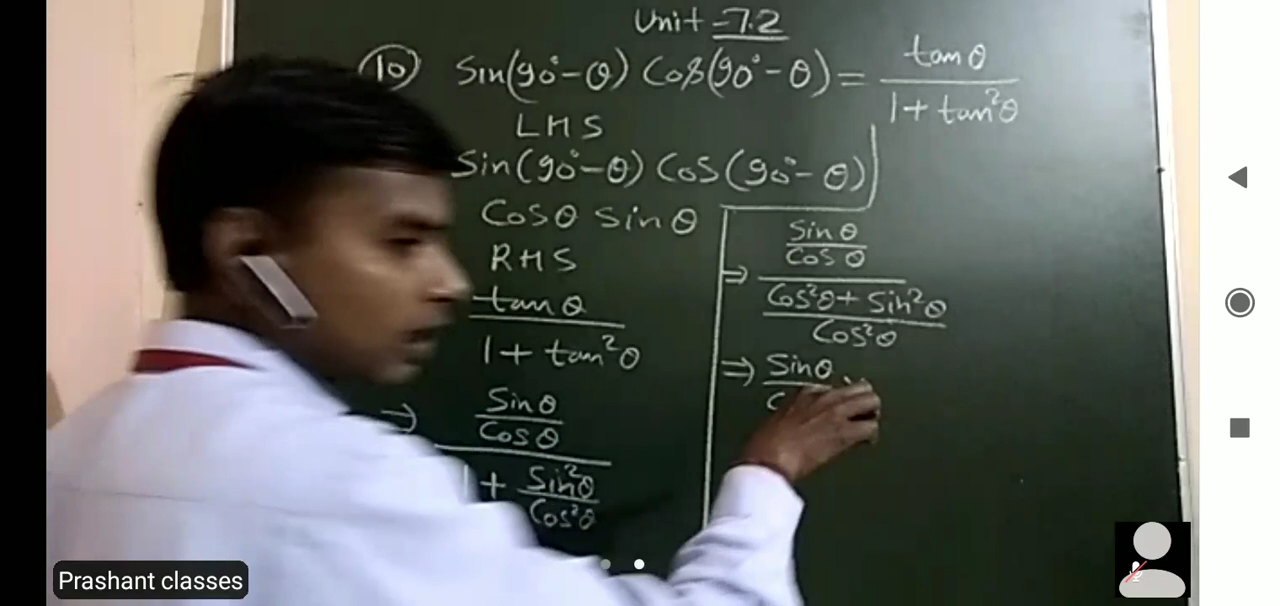 Unit -7.2
(10) Sin(90°-θ) Cos(90°-θ) = tanθ
1 + tan²θ
LHS
Sin(90°-θ) Cos(90°-θ)
Cosθ Sinθ
RHS
tanθ
1 + tan²θ
⇒ Sinθ
Cosθ
1 + Sin²θ
Cos²θ
Sinθ
Cosθ
⇒
Cos²θ + Sin²θ
Cos²θ
⇒ Sinθ
Prashant classes